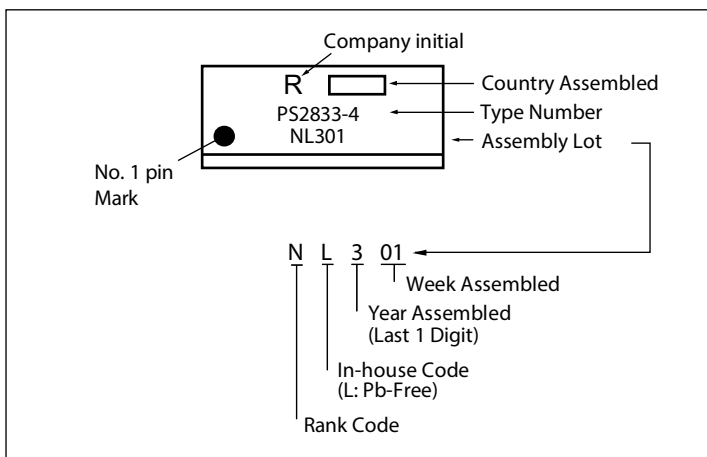 Company initial
R
Country Assembled
PS2833-4
Type Number
NL301
Assembly Lot
No. 1 pin
Mark
N L 3 01
Week Assembled
Year Assembled
(Last 1 Digit)
In-house Code
(L: Pb-Free)
Rank Code